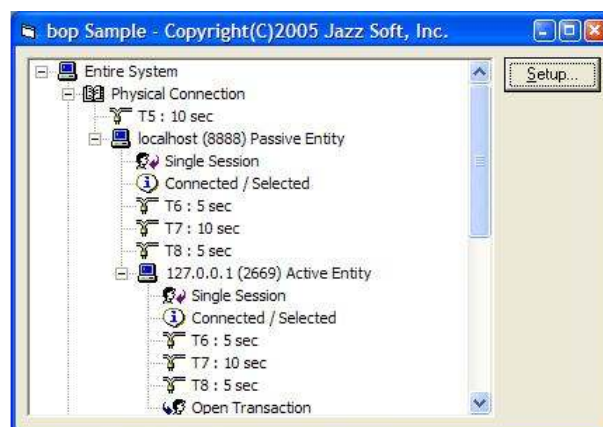 bop Sample - Copyright(C)2005 Jazz Soft, Inc.
Entire System
Setup...
Physical Connection
T5 : 10 sec
localhost (8888) Passive Entity
Single Session
Connected / Selected
T6 : 5 sec
T7 : 10 sec
T8 : 5 sec
127.0.0.1 (2669) Active Entity
Single Session
Connected / Selected
T6 : 5 sec
T7 : 10 sec
T8 : 5 sec
Open Transaction